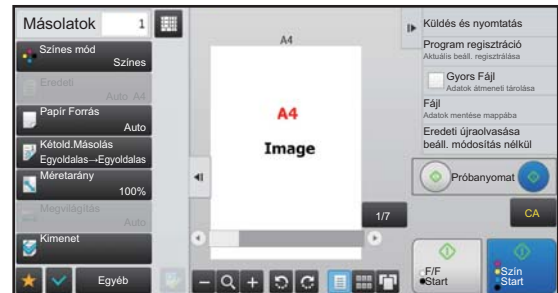 Másolatok 1
Színes mód
Színes
Eredeti
Auto A4
Papír Forrás
Auto
Kétold.Másolás
Egyoldalas→Egyoldalas
Méretarány
100%
Megvilágítás
Auto
Kimenet
Egyéb
A4
A4
Image
1/7
Küldés és nyomtatás
Program regisztráció
Aktuális beáll. regisztrálása
Gyors Fájl
Adatok átmeneti tárolása
Fájl
Adatok mentése mappába
Eredeti újraolvasása
beáll. módosítás nélkül
Próbanyomat
CA
F/F
Start
Szín
Start